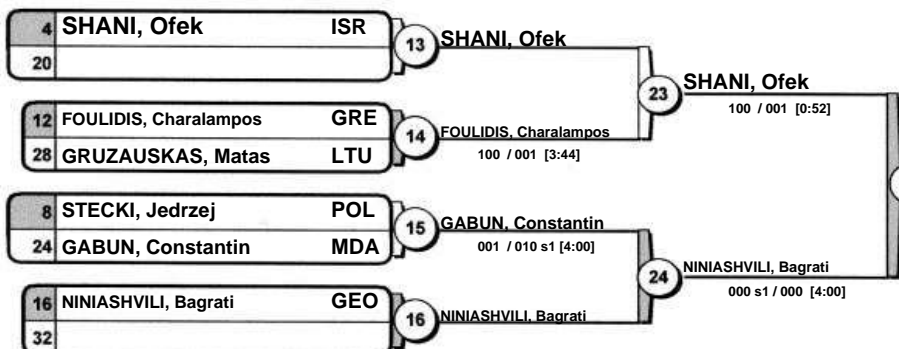 4 SHANI, Ofek ISR
20
13 SHANI, Ofek
12 FOULIDIS, Charalampos GRE
28 GRUZAUSKAS, Matas LTU
14 FOULIDIS, Charalampos
100 / 001 [3:44]
23 SHANI, Ofek
100 / 001 [0:52]
8 STECKI, Jedrzej POL
24 GABUN, Constantin MDA
15 GABUN, Constantin
001 / 010 s1 [4:00]
16 NINIASHVILI, Bagrati GEO
32
16 NINIASHVILI, Bagrati
24 NINIASHVILI, Bagrati
000 s1 / 000 [4:00]